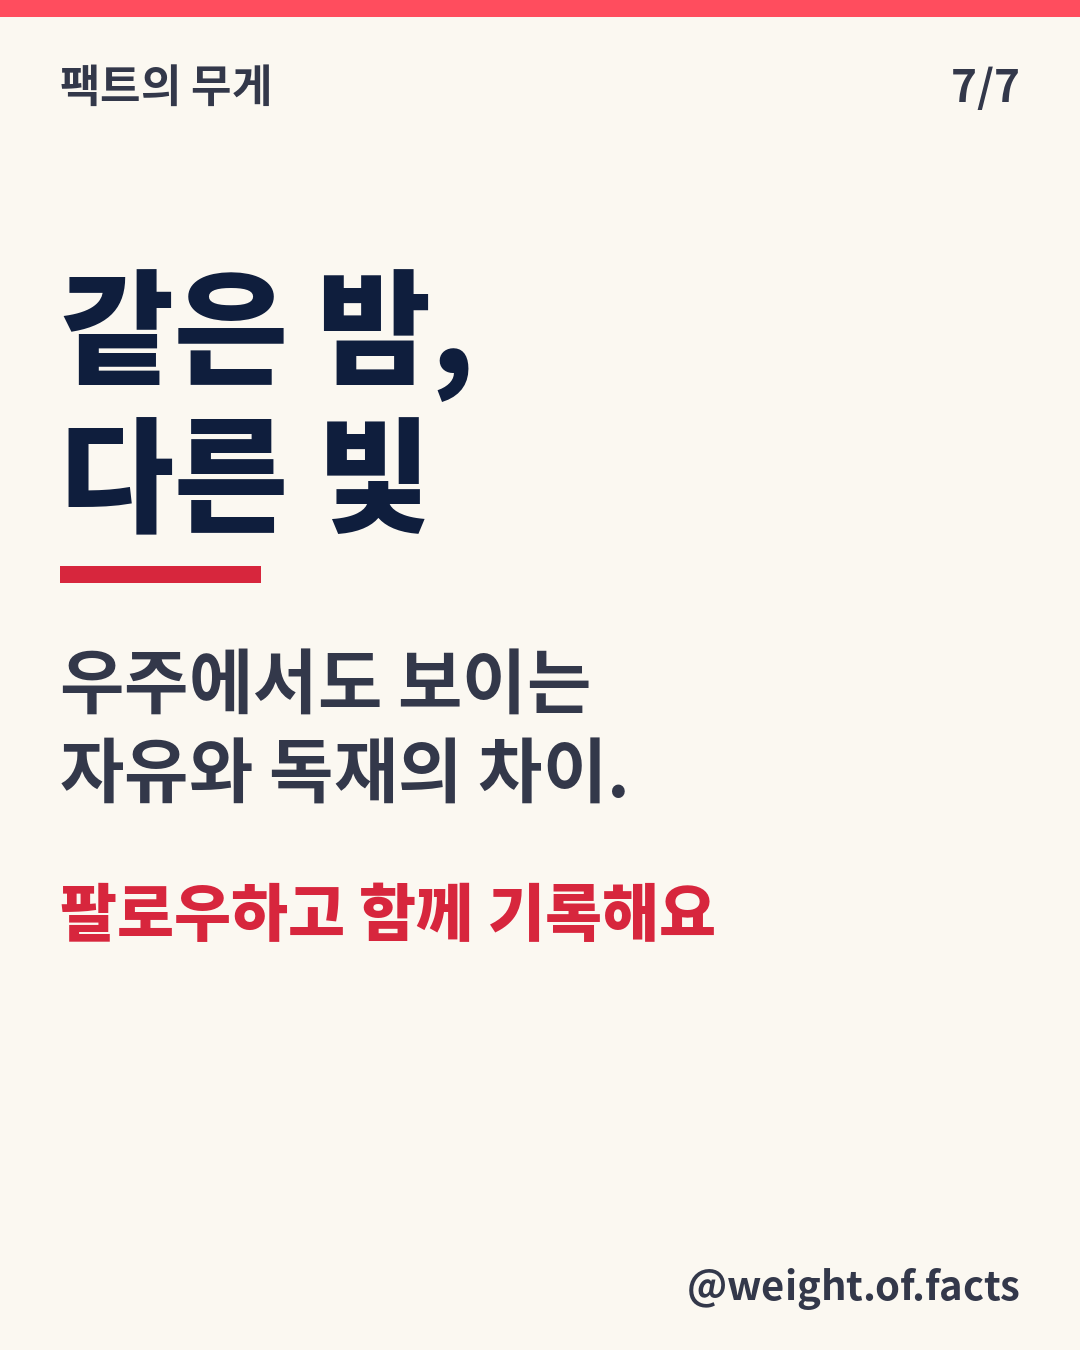 팩트의 무게
7/7
같은 밤,
다른 빛
우주에서도 보이는
자유와 독재의 차이.
팔로우하고 함께 기록해요
@weight.of.facts